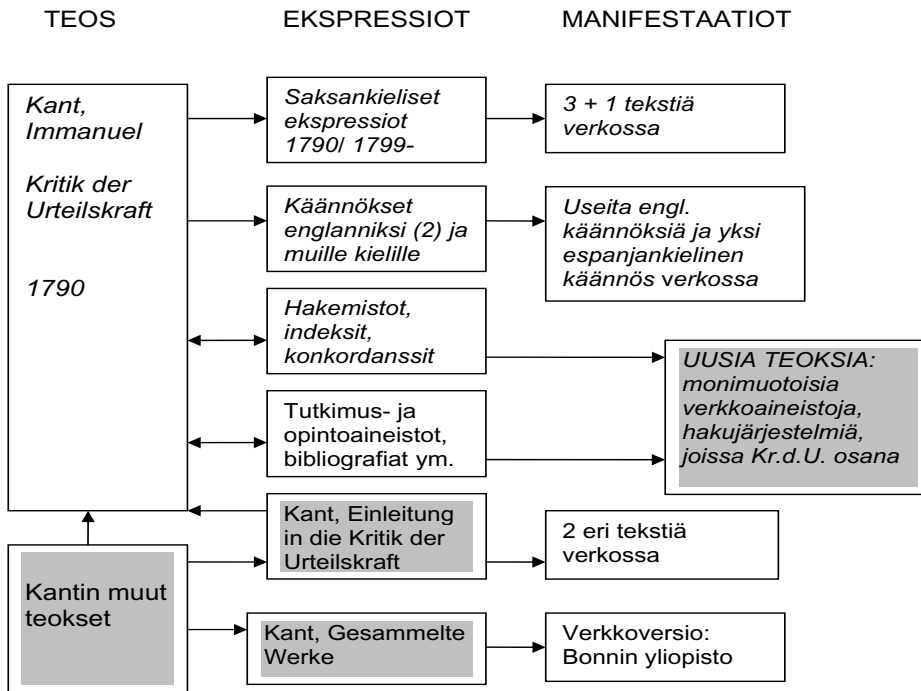 TEOS
EKSPRESSIOT
MANIFESTAATIOT
Kant,
Immanuel
Kritik der
Urteilskraft
1790
Saksankieliset
ekspressiot
1790/ 1799-
3 + 1 tekstiä
verkossa
Käännökset
englanniksi (2) ja
muille kielille
Useita engl.
käännöksiä ja yksi
espanjankielinen
käännös verkossa
Hakemistot,
indeksit,
konkordanssit
UUSIA TEOKSIA:
monimuotoisia
verkkoaineistoja,
hakujärjestelmiä,
joissa Kr.d.U. osana
Tutkimus- ja
opintoaineistot,
bibliografiat ym.
Kant, Einleitung
in die Kritik der
Urteilskraft
2 eri tekstiä
verkossa
Kantin muut
teokset
Kant, Gesammelte
Werke
Verkkoversio:
Bonnin yliopisto